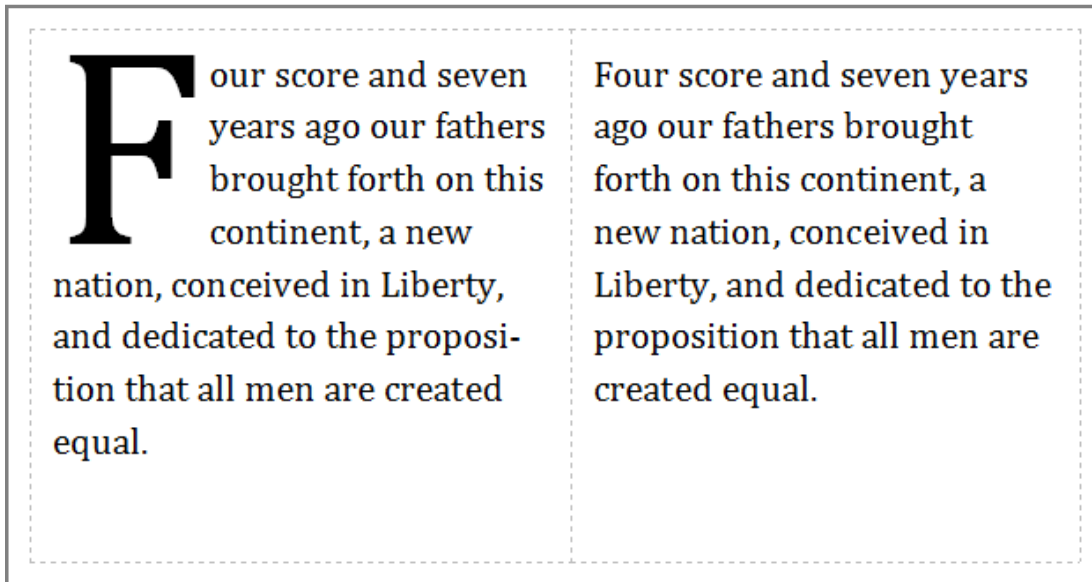 Four score and seven
years ago our fathers
brought forth on this
continent, a new
nation, conceived in Liberty,
and dedicated to the proposi-
tion that all men are created
equal.
Four score and seven years
ago our fathers brought
forth on this continent, a
new nation, conceived in
Liberty, and dedicated to the
proposition that all men are
created equal.